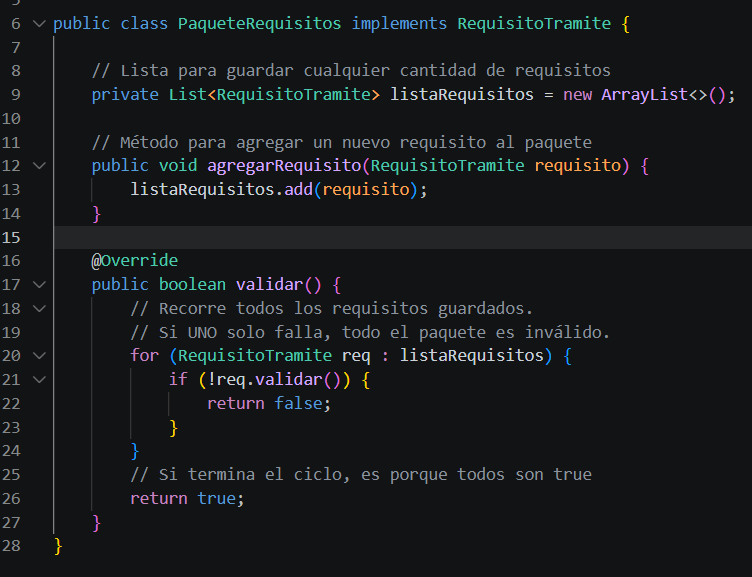 6 public class PaqueteRequisitos implements RequisitoTramite {
7
8 // Lista para guardar cualquier cantidad de requisitos
9 private List<RequisitoTramite> listaRequisitos = new ArrayList<>();
10
11 // Método para agregar un nuevo requisito al paquete
12 public void agregarRequisito(RequisitoTramite requisito) {
13 listaRequisitos.add(requisito);
14 }
15
16 @Override
17 public boolean validar() {
18 // Recorre todos los requisitos guardados.
19 // Si UNO solo falla, todo el paquete es inválido.
20 for (RequisitoTramite req : listaRequisitos) {
21 if (!req.validar()) {
22 return false;
23 }
24 }
25 // Si termina el ciclo, es porque todos son true
26 return true;
27 }
28 }